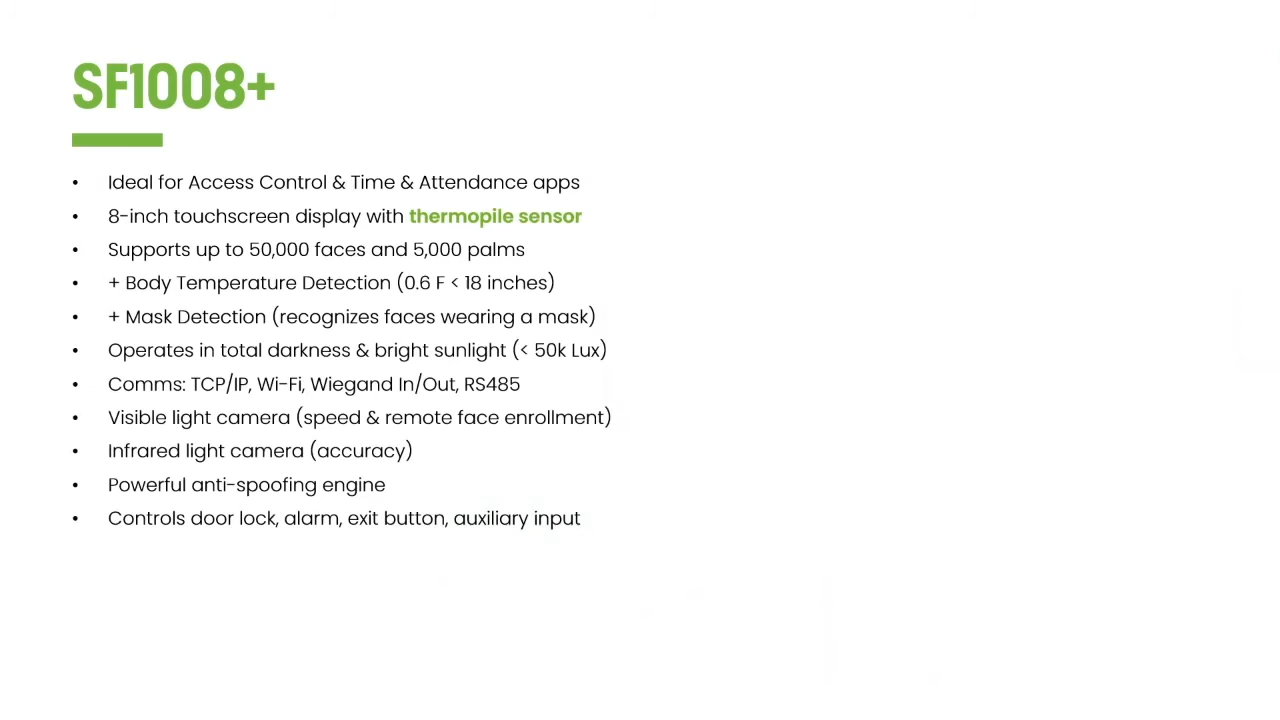 SF1008+
• Ideal for Access Control & Time & Attendance apps
• 8-inch touchscreen display with thermopile sensor
• Supports up to 50,000 faces and 5,000 palms
• + Body Temperature Detection (0.6 F < 18 inches)
• + Mask Detection (recognizes faces wearing a mask)
• Operates in total darkness & bright sunlight (< 50k Lux)
• Comms: TCP/IP, Wi-Fi, Wiegand In/Out, RS485
• Visible light camera (speed & remote face enrollment)
• Infrared light camera (accuracy)
• Powerful anti-spoofing engine
• Controls door lock, alarm, exit button, auxiliary input